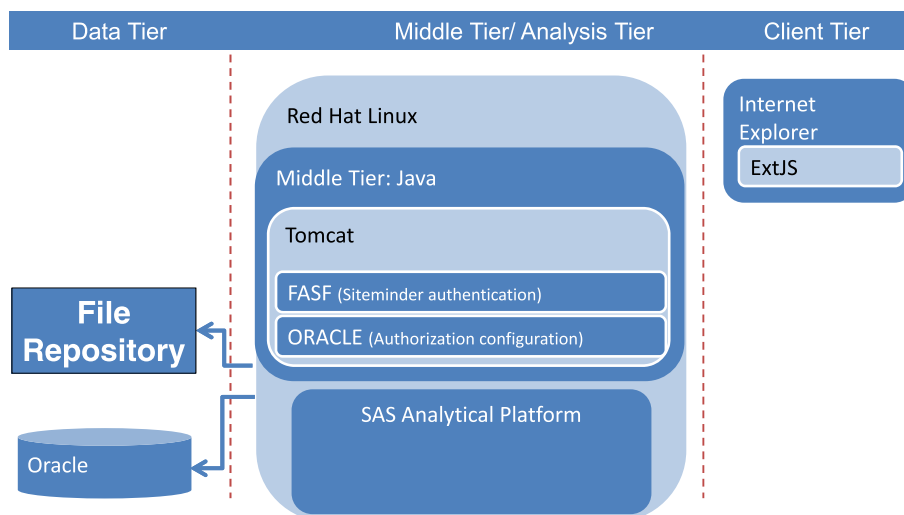 Data Tier
Middle Tier/ Analysis Tier
Client Tier
Red Hat Linux
Internet
Explorer
ExtJS
Middle Tier: Java
Tomcat
FASF (Siteminder authentication)
ORACLE (Authorization configuration)
File
Repository
SAS Analytical Platform
Oracle